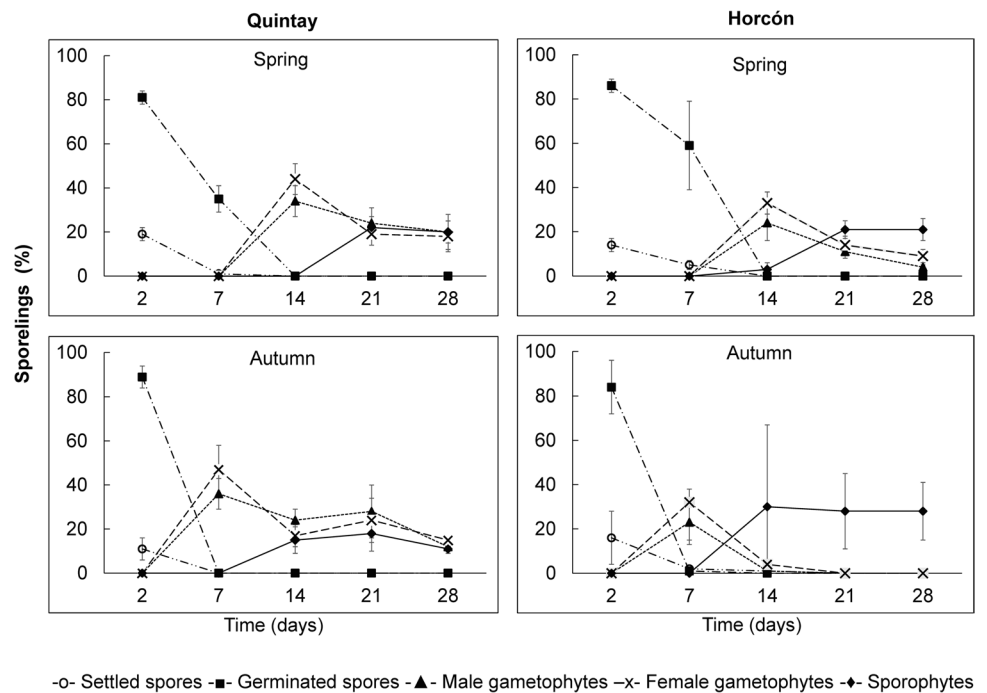 Quintay
Horcón
Sporelings (%)
Spring
100
80
60
40
20
0
2 7 14 21 28
Spring
100
80
60
40
20
0
2 7 14 21 28
Autumn
100
80
60
40
20
0
2 7 14 21 28
Time (days)
Autumn
100
80
60
40
20
0
2 7 14 21 28
Time (days)
-o- Settled spores -■- Germinated spores -▲- Male gametophytes –x- Female gametophytes -♦- Sporophytes